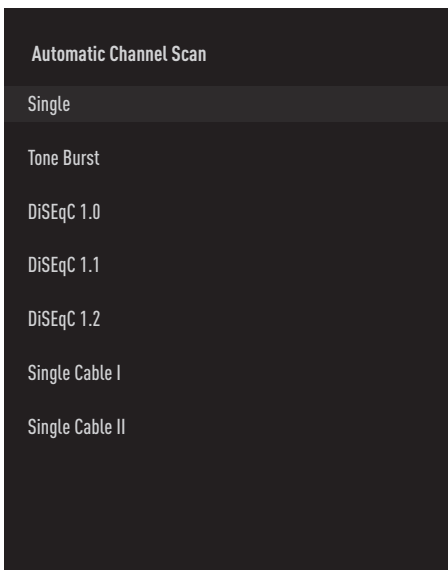 Automatic Channel Scan
Single
Tone Burst
DiSEqC 1.0
DiSEqC 1.1
DiSEqC 1.2
Single Cable I
Single Cable II